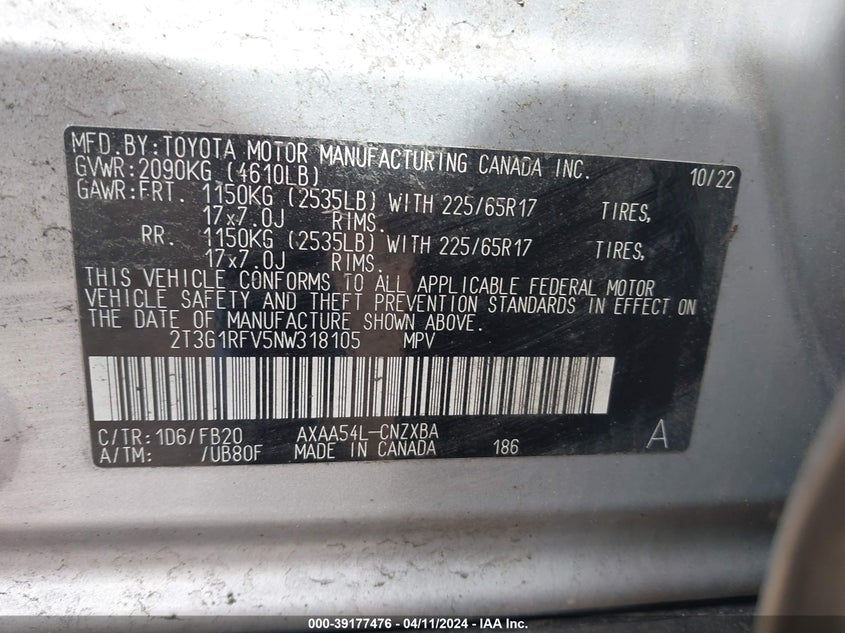 MFD BY: TOYOTA MOTOR MANUFACTURING CANADA INC. 10/22
GVWR: 2090KG (4610LB)
GAWR: FRT. 1150KG (2535LB) WITH 225/65R17 TIRES,
17x7.0J RIMS.
RR. 1150KG (2535LB) WITH 225/65R17 TIRES,
17x7.0J RIMS.
THIS VEHICLE CONFORMS TO ALL APPLICABLE FEDERAL MOTOR
VEHICLE SAFETY AND THEFT PREVENTION STANDARDS IN EFFECT ON
THE DATE OF MANUFACTURE SHOWN ABOVE.
2T3G1RFV5NW318105 MPV
C/TR: 1D6/FB20 AXAA54L-CNZXBA
A/TM: /UB80F MADE IN CANADA 186 A
000-39177476 - 04/11/2024 - IAA Inc.